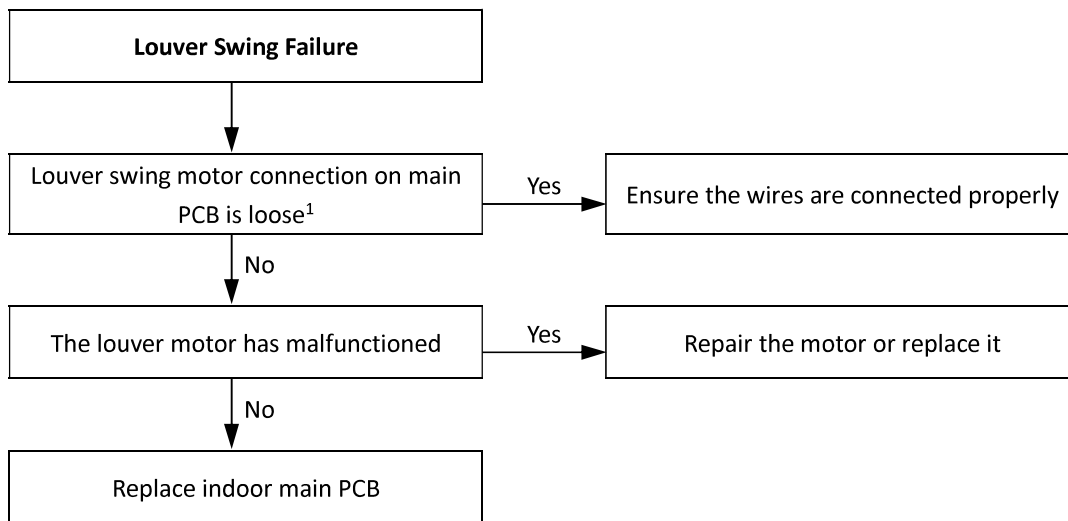 Louver Swing Failure
Louver swing motor connection on main
PCB is loose¹
Yes
Ensure the wires are connected properly
No
The louver motor has malfunctioned
Yes
Repair the motor or replace it
No
Replace indoor main PCB